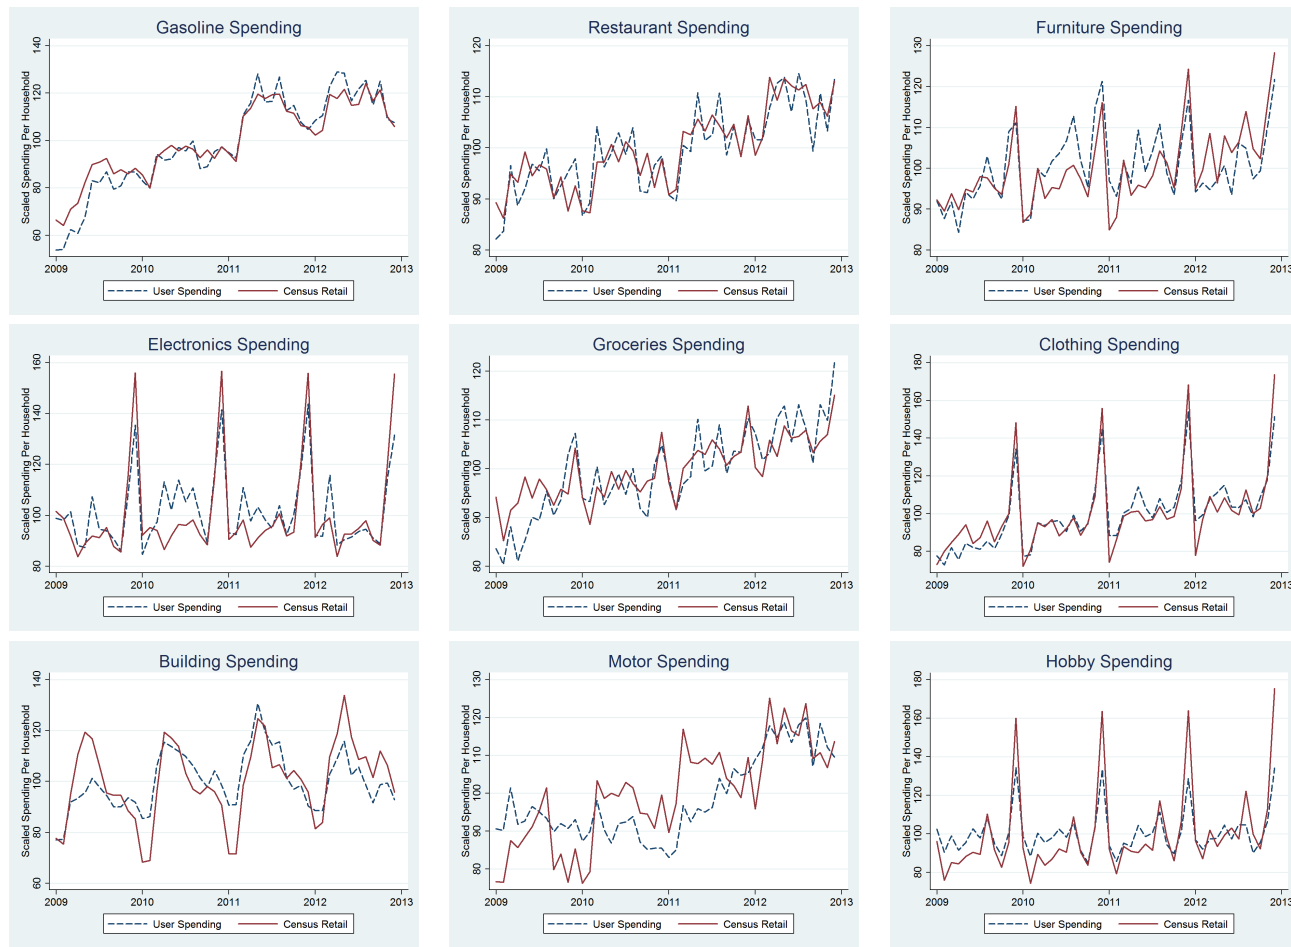 Gasoline Spending
Scaled Spending Per Household
140
120
100
80
60
2009 2010 2011 2012 2013
User Spending Census Retail
Restaurant Spending
Scaled Spending Per Household
120
110
100
90
80
2009 2010 2011 2012 2013
User Spending Census Retail
Furniture Spending
Scaled Spending Per Household
130
120
110
100
90
80
2009 2010 2011 2012 2013
User Spending Census Retail
Electronics Spending
Scaled Spending Per Household
160
140
120
100
80
2009 2010 2011 2012 2013
User Spending Census Retail
Groceries Spending
Scaled Spending Per Household
120
110
100
90
80
2009 2010 2011 2012 2013
User Spending Census Retail
Clothing Spending
Scaled Spending Per Household
180
160
140
120
100
80
2009 2010 2011 2012 2013
User Spending Census Retail
Building Spending
Scaled Spending Per Household
140
120
100
80
60
2009 2010 2011 2012 2013
User Spending Census Retail
Motor Spending
Scaled Spending Per Household
130
120
110
100
90
80
2009 2010 2011 2012 2013
User Spending Census Retail
Hobby Spending
Scaled Spending Per Household
180
160
140
120
100
80
2009 2010 2011 2012 2013
User Spending Census Retail